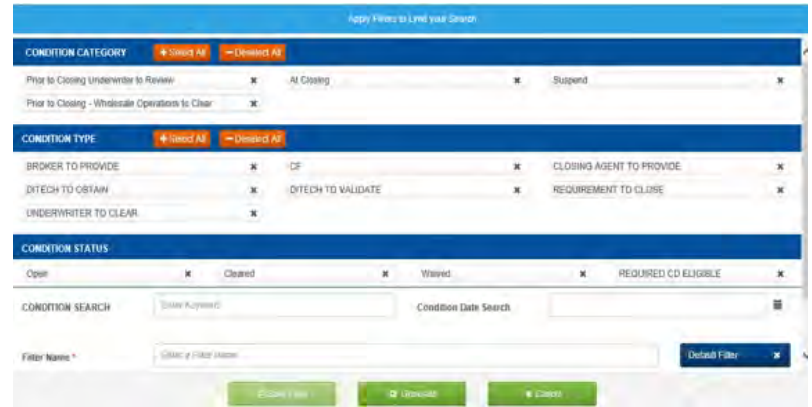 Apply Filters to Limit your Search
CONDITION CATEGORY + Select All − Deselect All
Prior to Closing Underwriter to Review × At Closing × Suspend ×
Prior to Closing - Wholesale Operations to Clear ×
CONDITION TYPE + Select All − Deselect All
BROKER TO PROVIDE × CF × CLOSING AGENT TO PROVIDE ×
DITECH TO OBTAIN × DITECH TO VALIDATE × REQUIREMENT TO CLOSE ×
UNDERWRITER TO CLEAR ×
CONDITION STATUS
Open × Cleared × Waived × REQUIRED CD ELIGIBLE ×
CONDITION SEARCH Enter Keyword Condition Date Search
Filter Name * Enter a Filter Name Default Filter ×